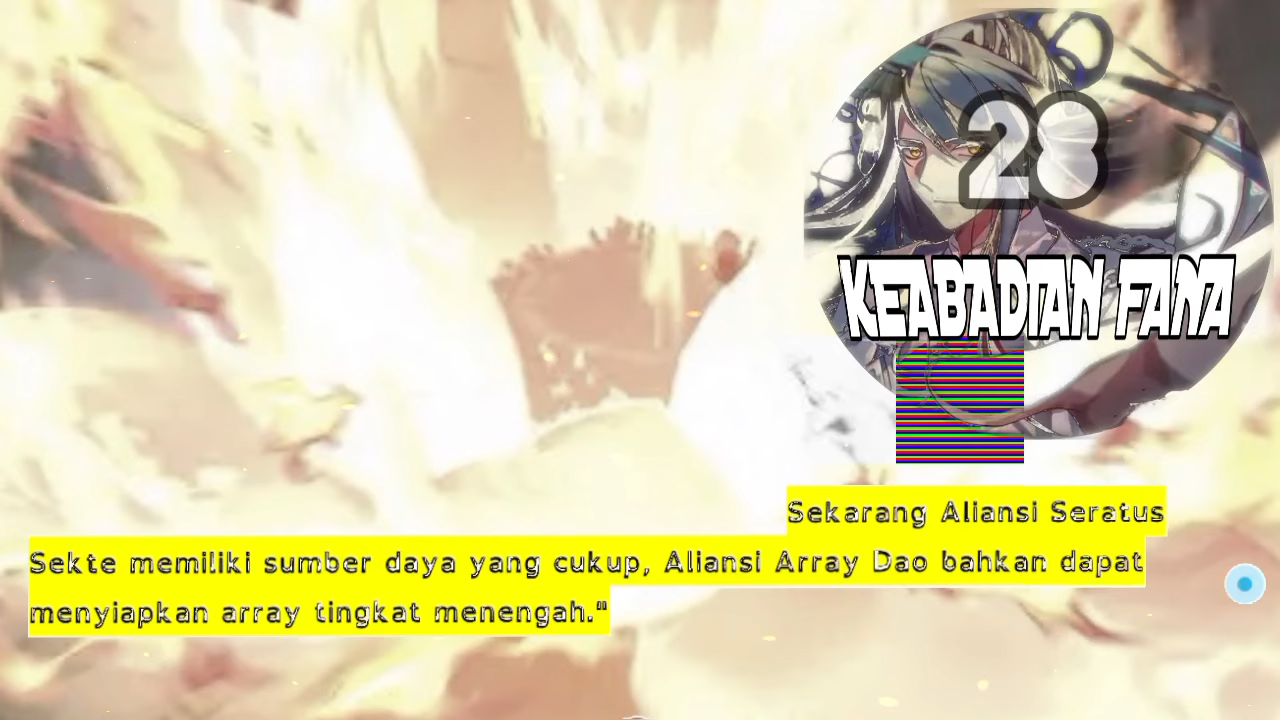 28
KEABADIAN FANA
Sekarang Aliansi Seratus
Sekte memiliki sumber daya yang cukup, Aliansi Array Dao bahkan dapat
menyiapkan array tingkat menengah."